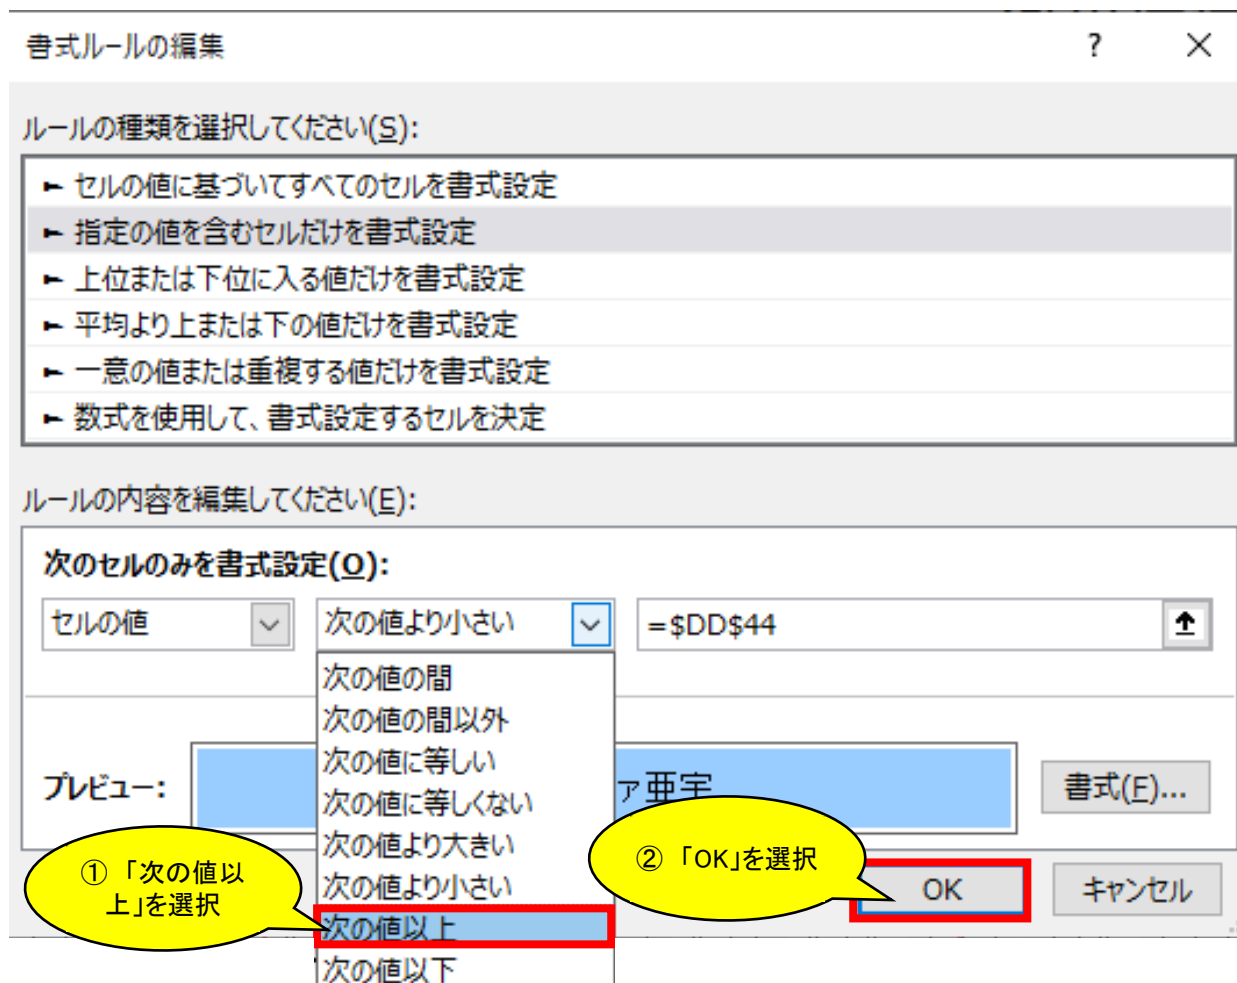 書式ルールの編集
?
ルールの種類を選択してください(S):
► セルの値に基づいてすべてのセルを書式設定
► 指定の値を含むセルだけを書式設定
► 上位または下位に入る値だけを書式設定
► 平均より上または下の値だけを書式設定
► 一意の値または重複する値だけを書式設定
► 数式を使用して、書式設定するセルを決定
ルールの内容を編集してください(E):
次のセルのみを書式設定(O):
セルの値
次の値より小さい
=$DD$44
次の値の間
次の値の間以外
次の値に等しい
次の値に等しくない
次の値より大きい
次の値より小さい
次の値以上
次の値以下
プレビュー:
ァ亜宇
書式(F)...
① 「次の値以
上」を選択
② 「OK」を選択
OK
キャンセル